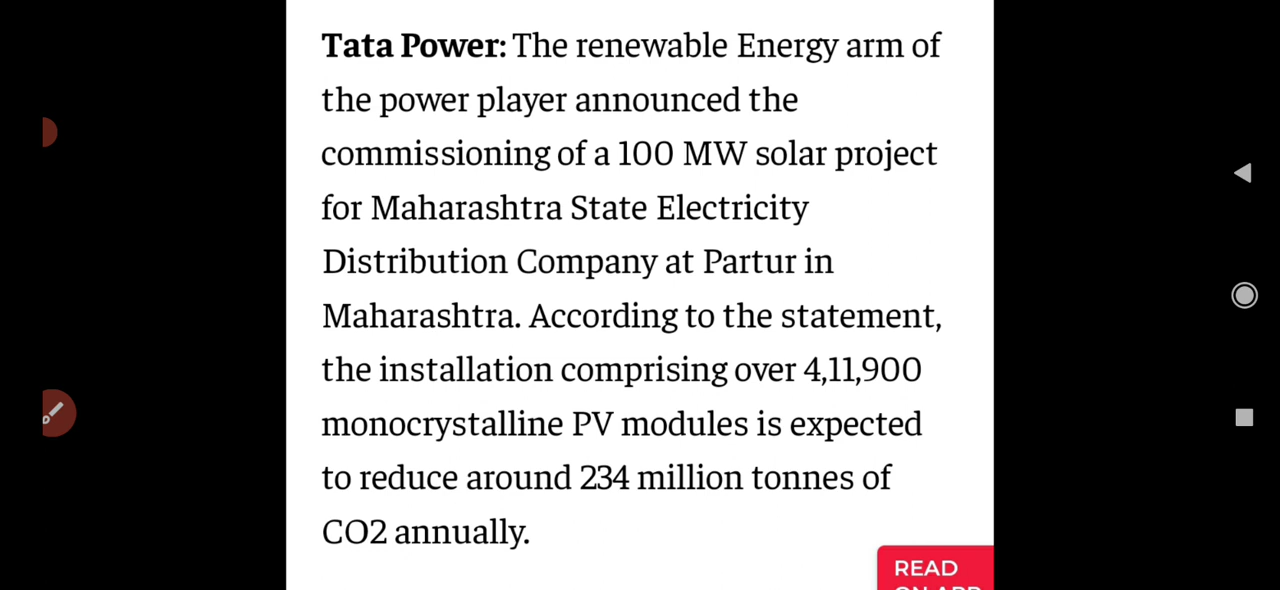 Tata Power: The renewable Energy arm of
the power player announced the
commissioning of a 100 MW solar project
for Maharashtra State Electricity
Distribution Company at Partur in
Maharashtra. According to the statement,
the installation comprising over 4,11,900
monocrystalline PV modules is expected
to reduce around 234 million tonnes of
CO2 annually.
READ
ON APP